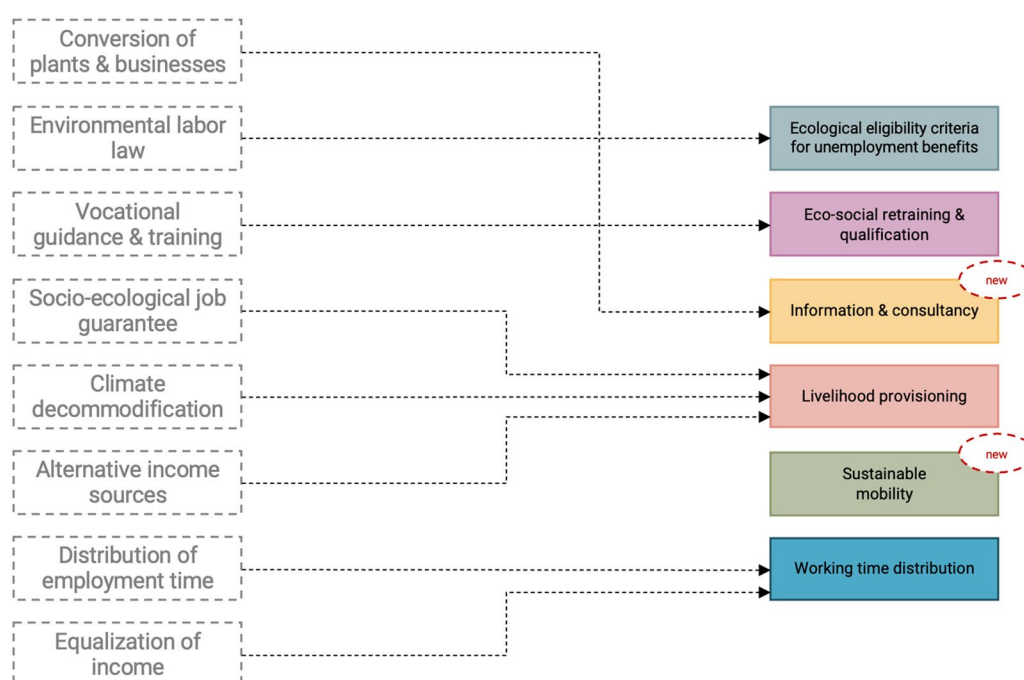 Conversion of
plants & businesses
Environmental labor
law
Vocational
guidance & training
Socio-ecological job
guarantee
Climate
decommodification
Alternative income
sources
Distribution of
employment time
Equalization of
income
Ecological eligibility criteria
for unemployment benefits
Eco-social retraining &
qualification
new
Information & consultancy
Livelihood provisioning
new
Sustainable
mobility
Working time distribution